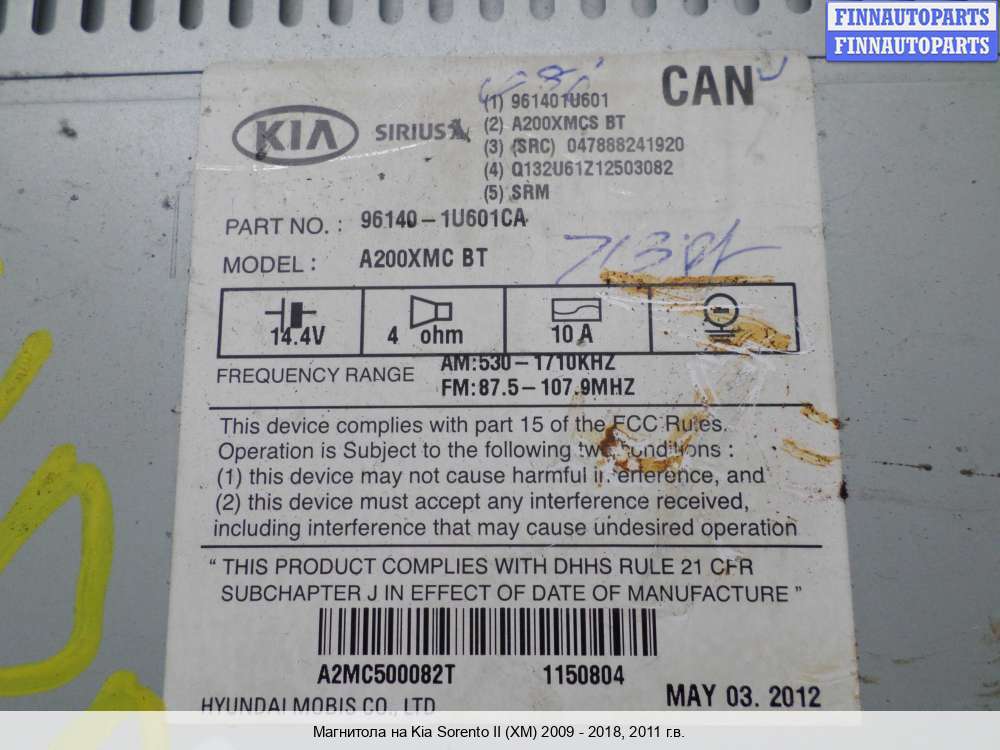 FINNAUTOPARTS
FINNAUTOPARTS
CAN
KIA
SIRIUS
(1) 961401U601
(2) A200XMCS BT
(3) (SRC) 047888241920
(4) Q132U61Z12503082
(5) SRM
PART NO. : 96140-1U601CA
MODEL : A200XMC BT
14.4V
4 ohm
10 A
FREQUENCY RANGE
AM:530-1710KHZ
FM:87.5-107.9MHZ
This device complies with part 15 of the FCC Rules.
Operation is Subject to the following two conditions :
(1) this device may not cause harmful interference, and
(2) this device must accept any interference received,
including interference that may cause undesired operation
" THIS PRODUCT COMPLIES WITH DHHS RULE 21 CFR
SUBCHAPTER J IN EFFECT OF DATE OF MANUFACTURE "
A2MC500082T
1150804
HYUNDAI MOBIS CO., LTD
MAY 03. 2012
Магнитола на Kia Sorento II (XM) 2009 - 2018, 2011 г.в.